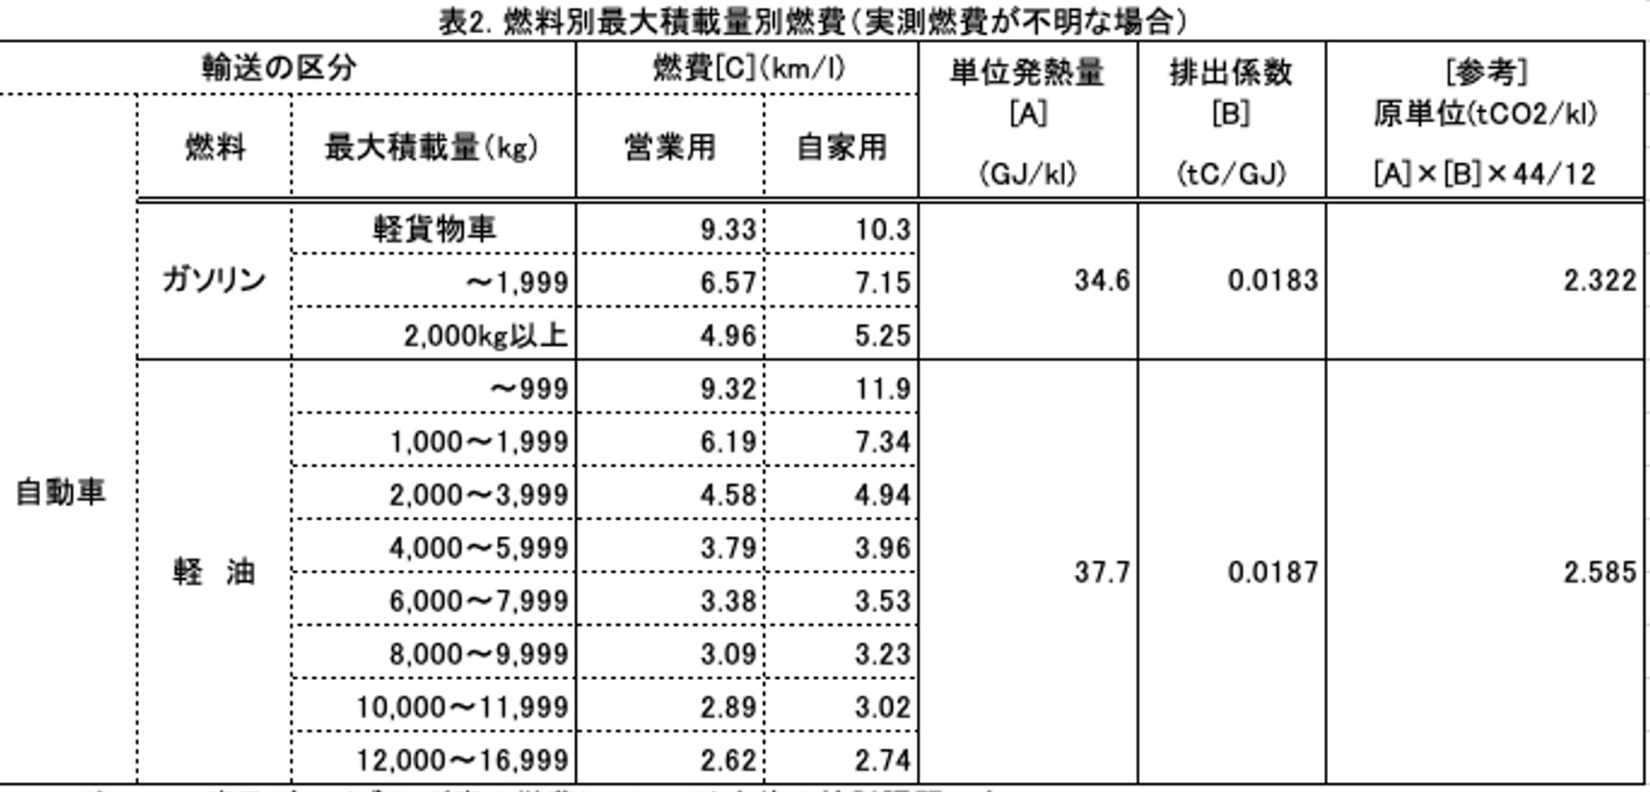 表2. 燃料別最大積載量別燃費(実測燃費が不明な場合)
輸送の区分 燃費[C](km/l) 単位発熱量 [A] (GJ/kl) 排出係数 [B] (tC/GJ) [参考] 原単位(tCO2/kl) [A]×[B]×44/12
燃料 最大積載量(kg) 営業用 自家用
自動車
ガソリン 34.6 0.0183 2.322
軽貨物車 9.33 10.3
~1,999 6.57 7.15
2,000kg以上 4.96 5.25
軽 油 37.7 0.0187 2.585
~999 9.32 11.9
1,000~1,999 6.19 7.34
2,000~3,999 4.58 4.94
4,000~5,999 3.79 3.96
6,000~7,999 3.38 3.53
8,000~9,999 3.09 3.23
10,000~11,999 2.89 3.02
12,000~16,999 2.62 2.74